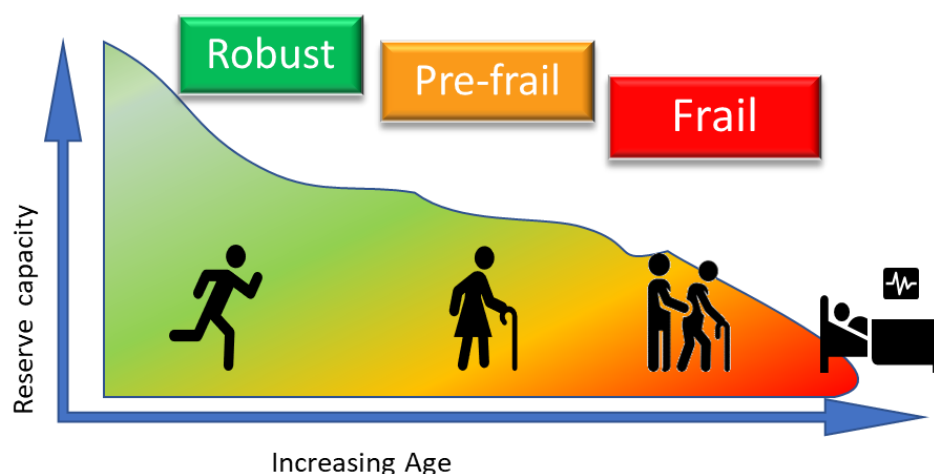 Robust
Pre-frail
Frail
Reserve capacity
Increasing Age